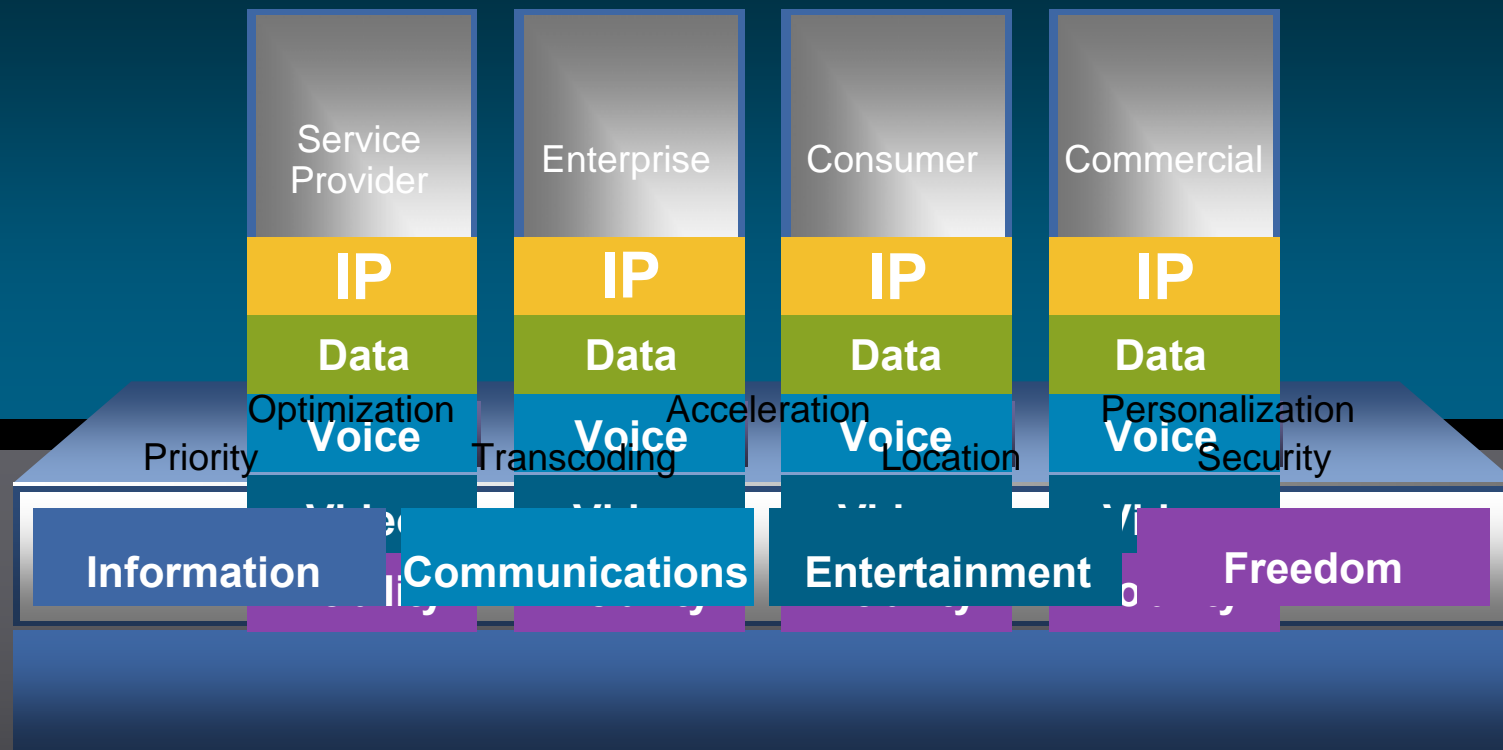 Service
Provider
Enterprise
Consumer
Commercial
IP
IP
IP
IP
Data
Data
Data
Data
Optimization
Acceleration
Personalization
Voice
Voice
Voice
Voice
Priority
Transcoding
Location
Security
Information
Communications
Entertainment
Freedom